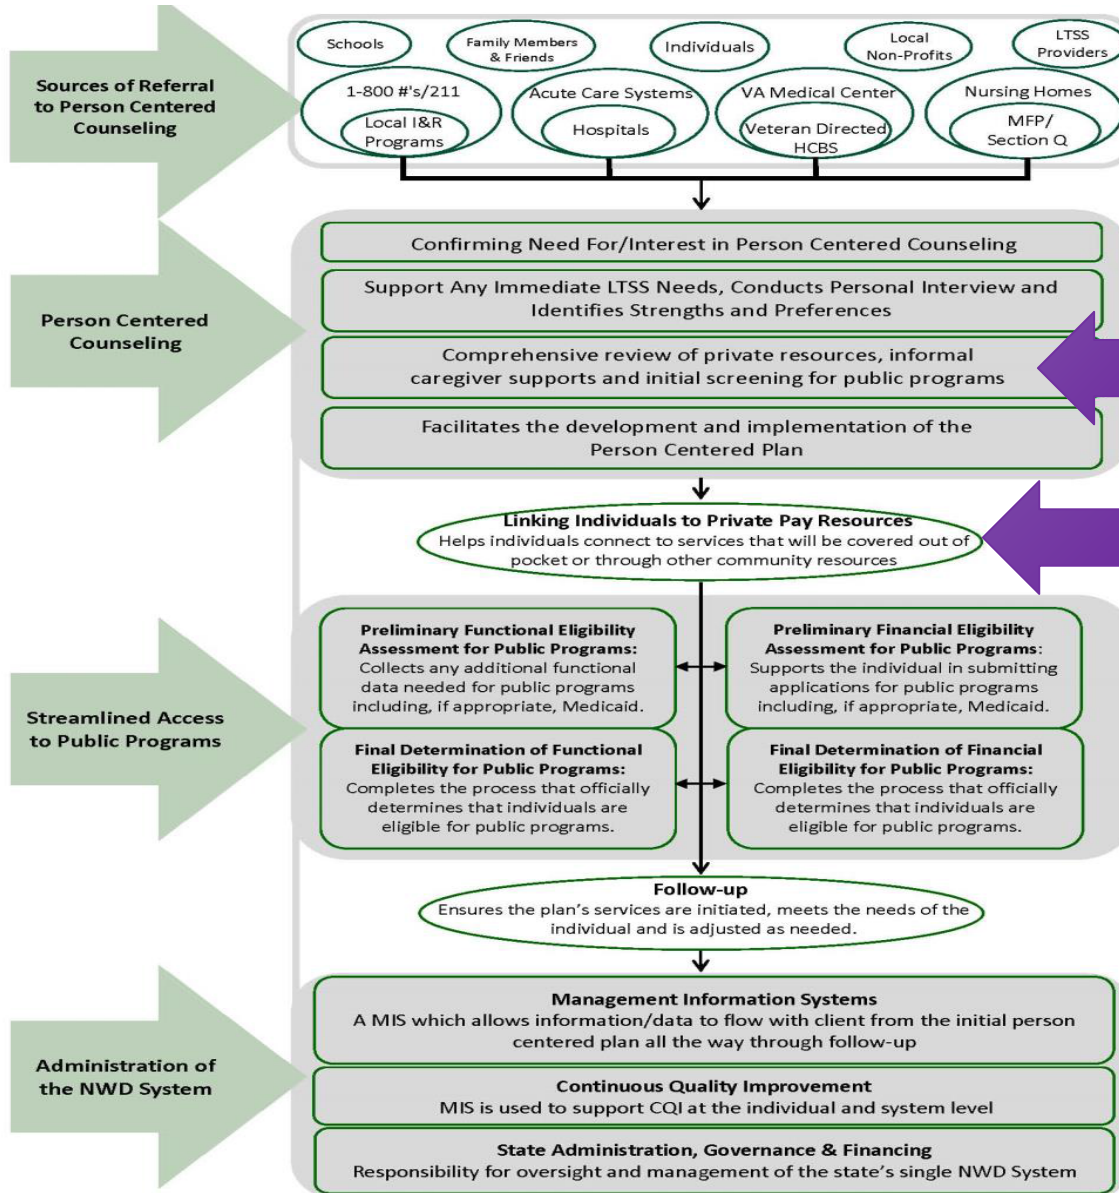 Sources of Referral
to Person Centered
Counseling
Schools
Family Members
& Friends
Individuals
Local
Non-Profits
LTSS
Providers
1-800 #'s/211
Local I&R
Programs
Acute Care Systems
Hospitals
VA Medical Center
Veteran Directed
HCBS
Nursing Homes
MFP/
Section Q
Person Centered
Counseling
Confirming Need For/Interest in Person Centered Counseling
Support Any Immediate LTSS Needs, Conducts Personal Interview and
Identifies Strengths and Preferences
Comprehensive review of private resources, informal
caregiver supports and initial screening for public programs
Facilitates the development and implementation of the
Person Centered Plan
Linking Individuals to Private Pay Resources
Helps individuals connect to services that will be covered out of
pocket or through other community resources
Streamlined Access
to Public Programs
Preliminary Functional Eligibility
Assessment for Public Programs:
Collects any additional functional
data needed for public programs
including, if appropriate, Medicaid.
Preliminary Financial Eligibility
Assessment for Public Programs:
Supports the individual in submitting
applications for public programs
including, if appropriate, Medicaid.
Final Determination of Functional
Eligibility for Public Programs:
Completes the process that officially
determines that individuals are
eligible for public programs.
Final Determination of Financial
Eligibility for Public Programs:
Completes the process that officially
determines that individuals are
eligible for public programs.
Follow-up
Ensures the plan's services are initiated, meets the needs of the
individual and is adjusted as needed.
Administration of
the NWD System
Management Information Systems
A MIS which allows information/data to flow with client from the initial person
centered plan all the way through follow-up
Continuous Quality Improvement
MIS is used to support CQI at the individual and system level
State Administration, Governance & Financing
Responsibility for oversight and management of the state's single NWD System